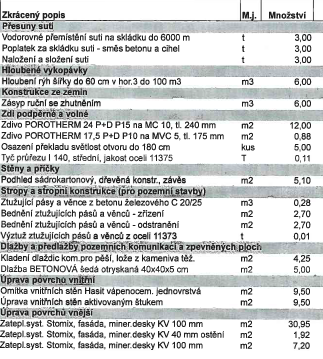 Zkrácený popis M.j. Množství
Přesuny suti
Vodorovné přemístění suti na skládku do 6000 m t 3,00
Poplatek za skládku suti - směs betonu a cihel t 3,00
Naložení a složení suti t 3,00
Hloubené vykopávky
Hloubení rýh šířky do 60 cm v hor.3 do 100 m3 m3 6,00
Konstrukce ze zemin
Zásyp ruční se zhutněním m3 6,00
Zdi podpěrné a volné
Zdivo POROTHERM 24 P+D P15 na MC 10, tl. 240 mm m2 12,00
Zdivo POROTHERM 17,5 P+D P10 na MVC 5, tl. 175 mm m2 0,88
Osazení překladu světlost otvoru do 180 cm kus 5,00
Tyč průřezu I 140, střední, jakost oceli 11375 T 0,11
Stěny a příčky
Podhled sádrokartonový, dřevěná konstr., závěs m2 5,10
Stropy a stropní konstrukce (pro pozemní stavby)
Ztužující pásy a věnce z betonu železového C 20/25 m3 0,28
Bednění ztužujících pásů a věnců - zřízení m2 2,70
Bednění ztužujících pásů a věnců - odstranění m2 2,70
Výztuž ztužujících pásů a věnců z oceli 11373 t 0,01
Dlažby a předlažby pozemních komunikací a zpevněných ploch
Kladení dlaždic kom.pro pěší, lože z kameniva těž. m2 4,25
Dlažba BETONOVÁ šedá otryskaná 40x40x5 cm m2 5,00
Úprava povrchů vnitřní
Omítka vnitřních stěn Hasit vápenocem. jednovrstvá m2 9,50
Úprava vnitřních stěn aktivovaným štukem m2 9,50
Úprava povrchů vnější
Zatepl.syst. Stomix, fasáda, miner.desky KV 100 mm m2 30,95
Zatepl.syst. Stomix, fasáda, miner.desky KV 40 mm ostění m2 1,92
Zatepl.syst. Stomix, fasáda, miner.desky KV 100 mm m2 7,20